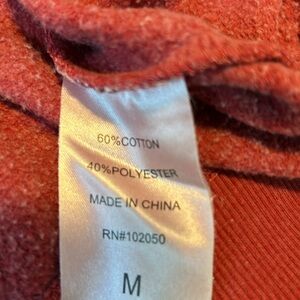 60%COTTON
40%POLYESTER
MADE IN CHINA
RN#102050
M